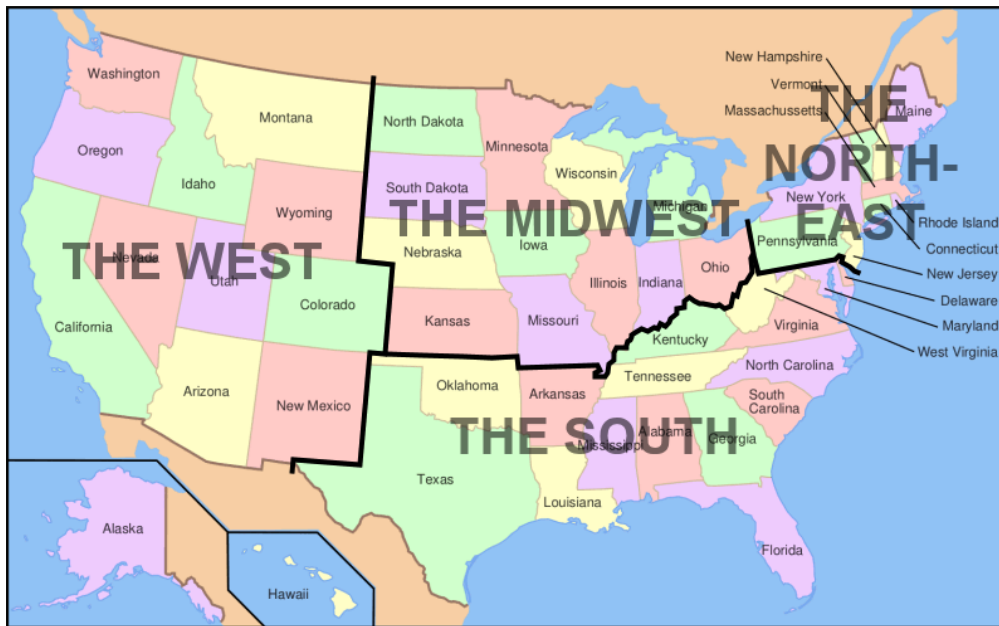 New Hampshire
Vermont
Massachussetts
THE
NORTH-
EAST
Maine
Washington
Montana
North Dakota
Minnesota
Oregon
Idaho
Wisconsin
South Dakota
Michigan
New York
Wyoming
THE MIDWEST
Rhode Island
THE WEST
Nevada
Utah
Nebraska
Iowa
Pennsylvania
Connecticut
Colorado
Illinois
Indiana
Ohio
New Jersey
Delaware
California
Kansas
Missouri
Kentucky
Virginia
Maryland
West Virginia
Arizona
New Mexico
Oklahoma
Arkansas
Tennessee
North Carolina
South
Carolina
THE SOUTH
Mississippi
Alabama
Georgia
Texas
Louisiana
Florida
Alaska
Hawaii